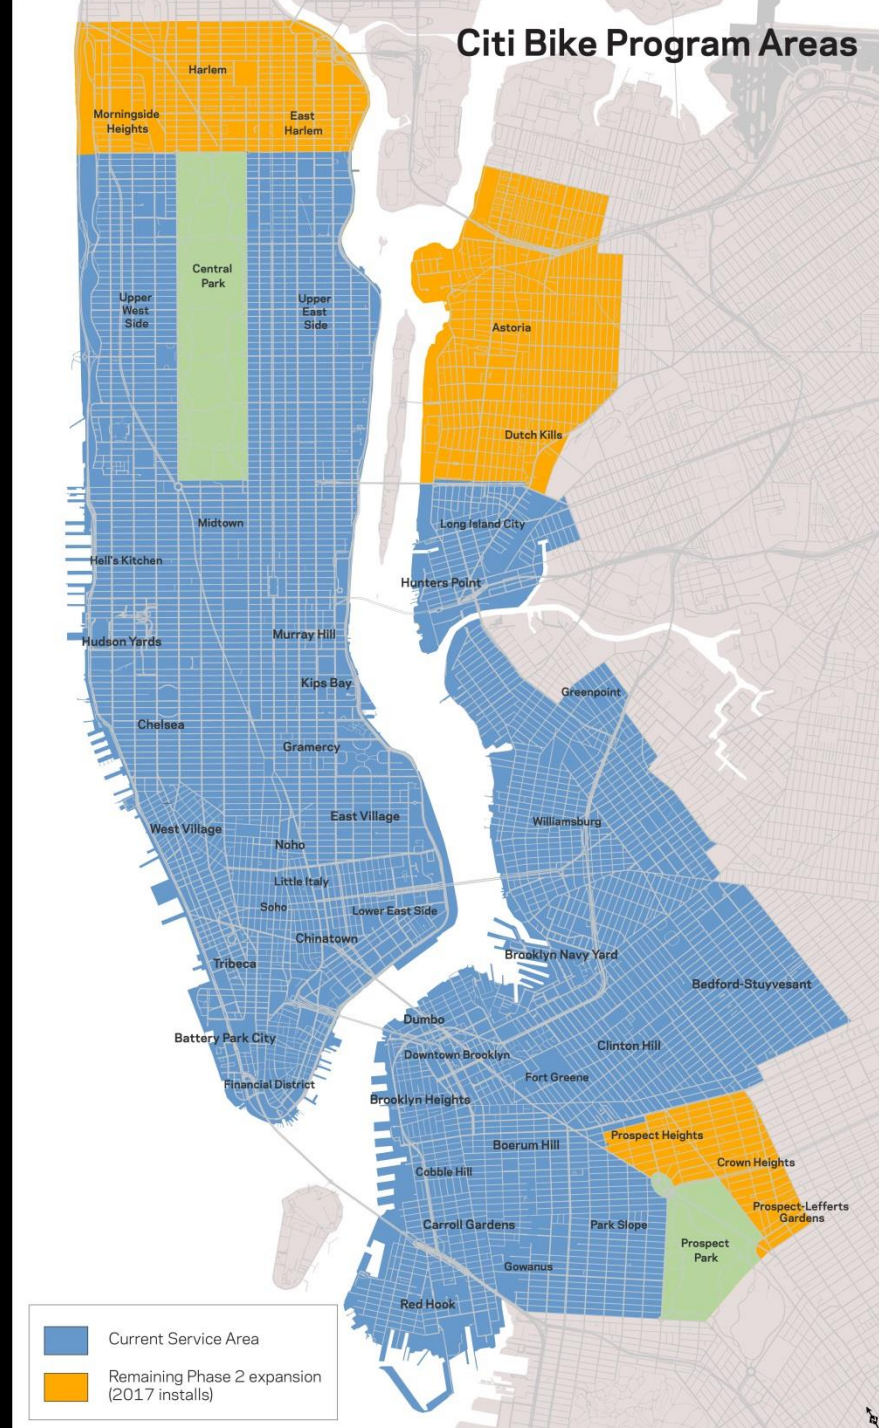 Citi Bike Program Areas
Harlem
Morningside
Heights
East
Harlem
Central
Park
Upper
West
Side
Upper
East
Side
Astoria
Dutch Kills
Midtown
Long Island City
Hell's Kitchen
Hunters Point
Hudson Yards
Murray Hill
Kips Bay
Greenpoint
Chelsea
Gramercy
East Village
Williamsburg
West Village
Noho
Little Italy
Soho
Lower East Side
Chinatown
Brooklyn Navy Yard
Tribeca
Bedford-Stuyvesant
Dumbo
Battery Park City
Clinton Hill
Downtown Brooklyn
Fort Greene
Financial District
Brooklyn Heights
Prospect Heights
Boerum Hill
Crown Heights
Cobble Hill
Prospect-Lefferts
Gardens
Carroll Gardens
Park Slope
Prospect
Park
Gowanus
Red Hook
Current Service Area
Remaining Phase 2 expansion
(2017 installs)